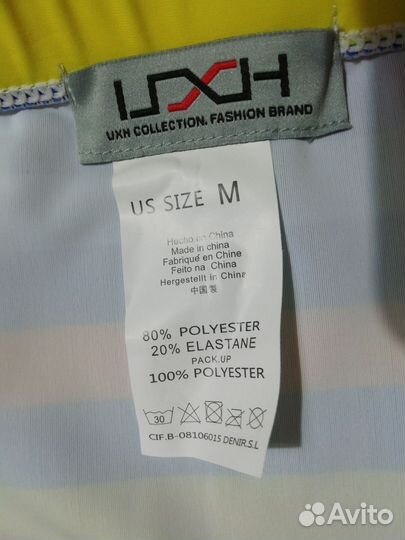 UXH
UXH COLLECTION. FASHION BRAND
US SIZE M
Hecho en China
Made in china
Fabriqué en Chine
Feito na China
Hergestellt in China
中国製
80% POLYESTER
20% ELASTANE
PACK.UP
100% POLYESTER
30
CIF.B-08106015 DENIR.S.L
Avito